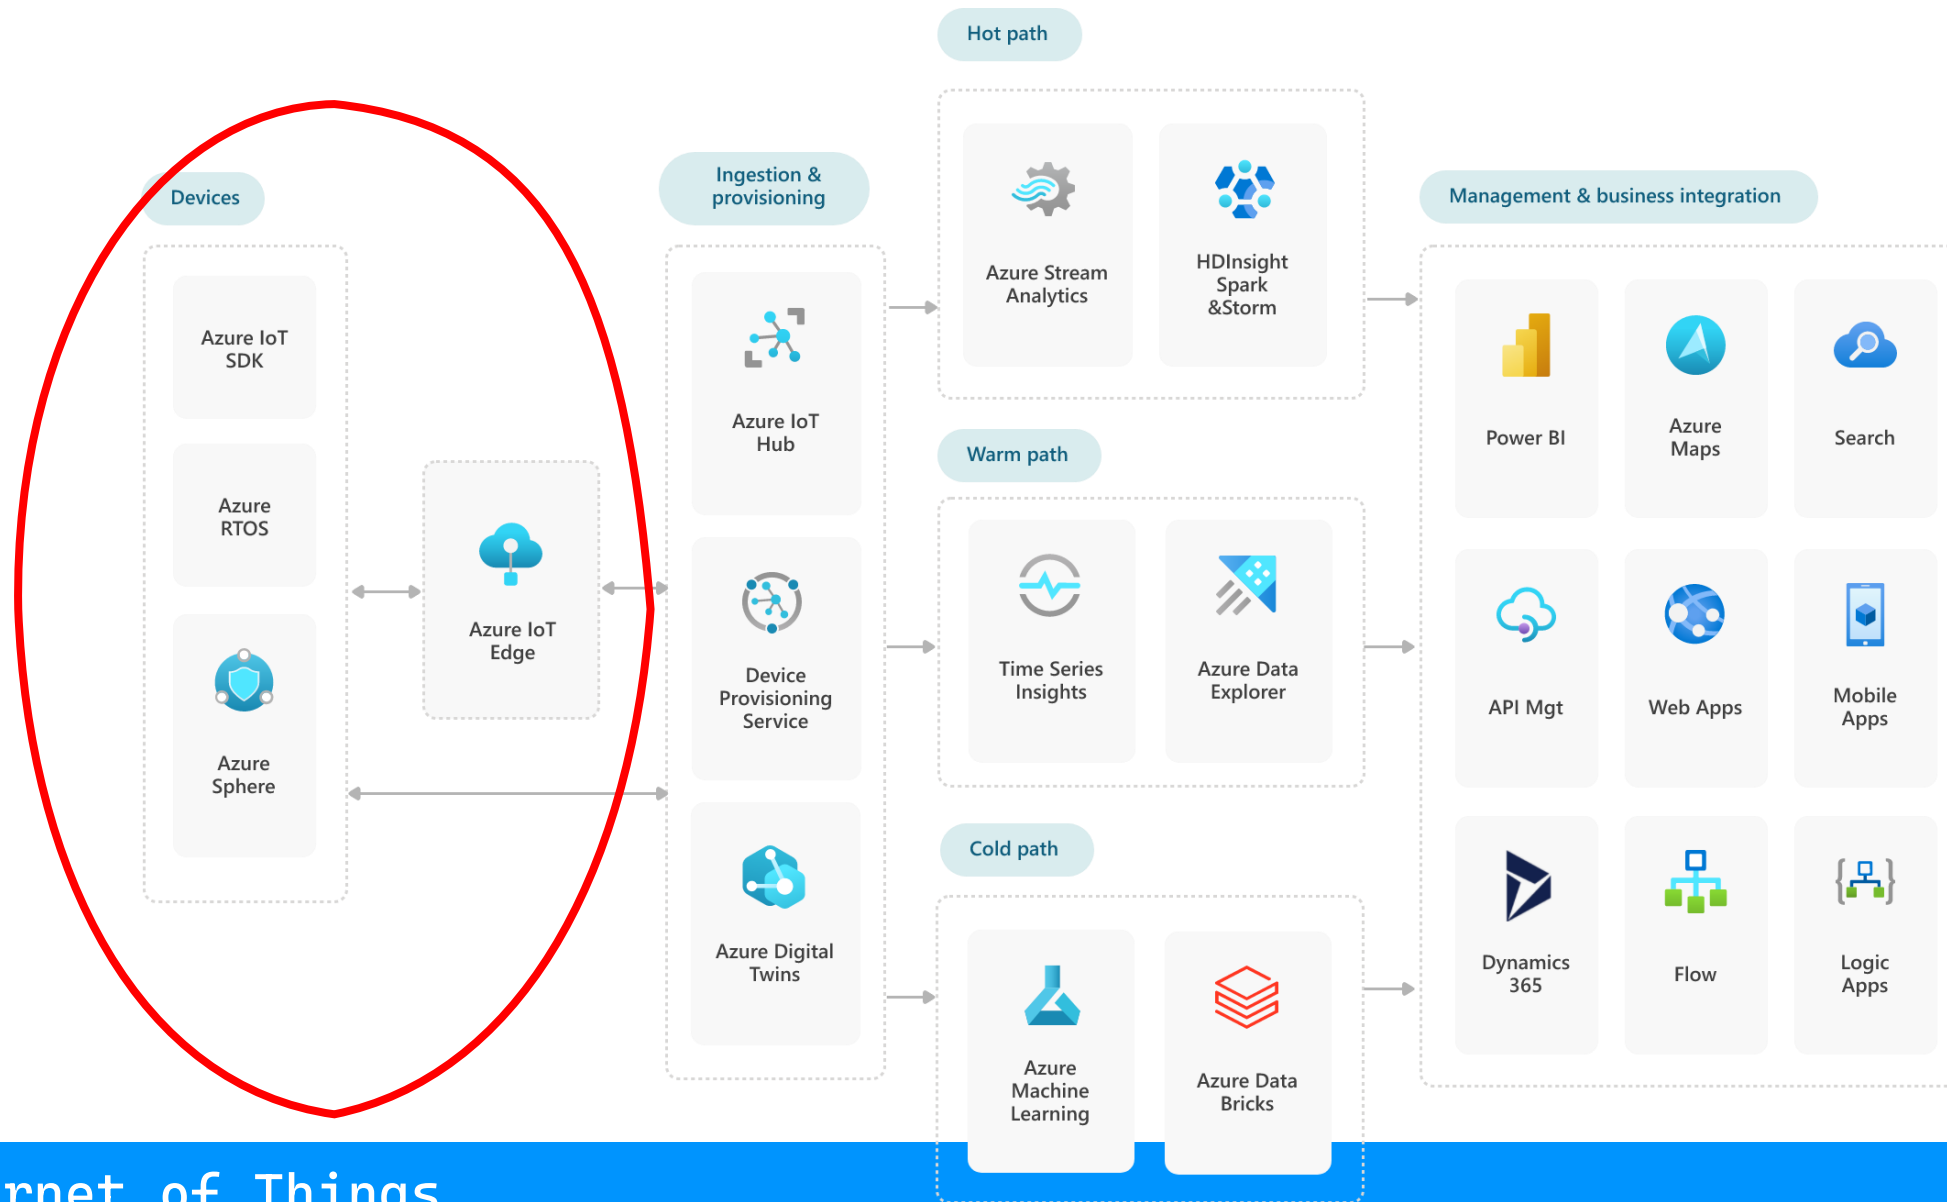 Hot path
Azure Stream
Analytics
HDInsight
Spark
&Storm
Devices
Azure IoT
SDK
Azure
RTOS
Azure
Sphere
Azure IoT
Edge
Ingestion &
provisioning
Azure IoT
Hub
Device
Provisioning
Service
Azure Digital
Twins
Warm path
Time Series
Insights
Azure Data
Explorer
Cold path
Azure
Machine
Learning
Azure Data
Bricks
Management & business integration
Power BI
Azure
Maps
Search
API Mgt
Web Apps
Mobile
Apps
Dynamics
365
Flow
Logic
Apps
rnet of Things